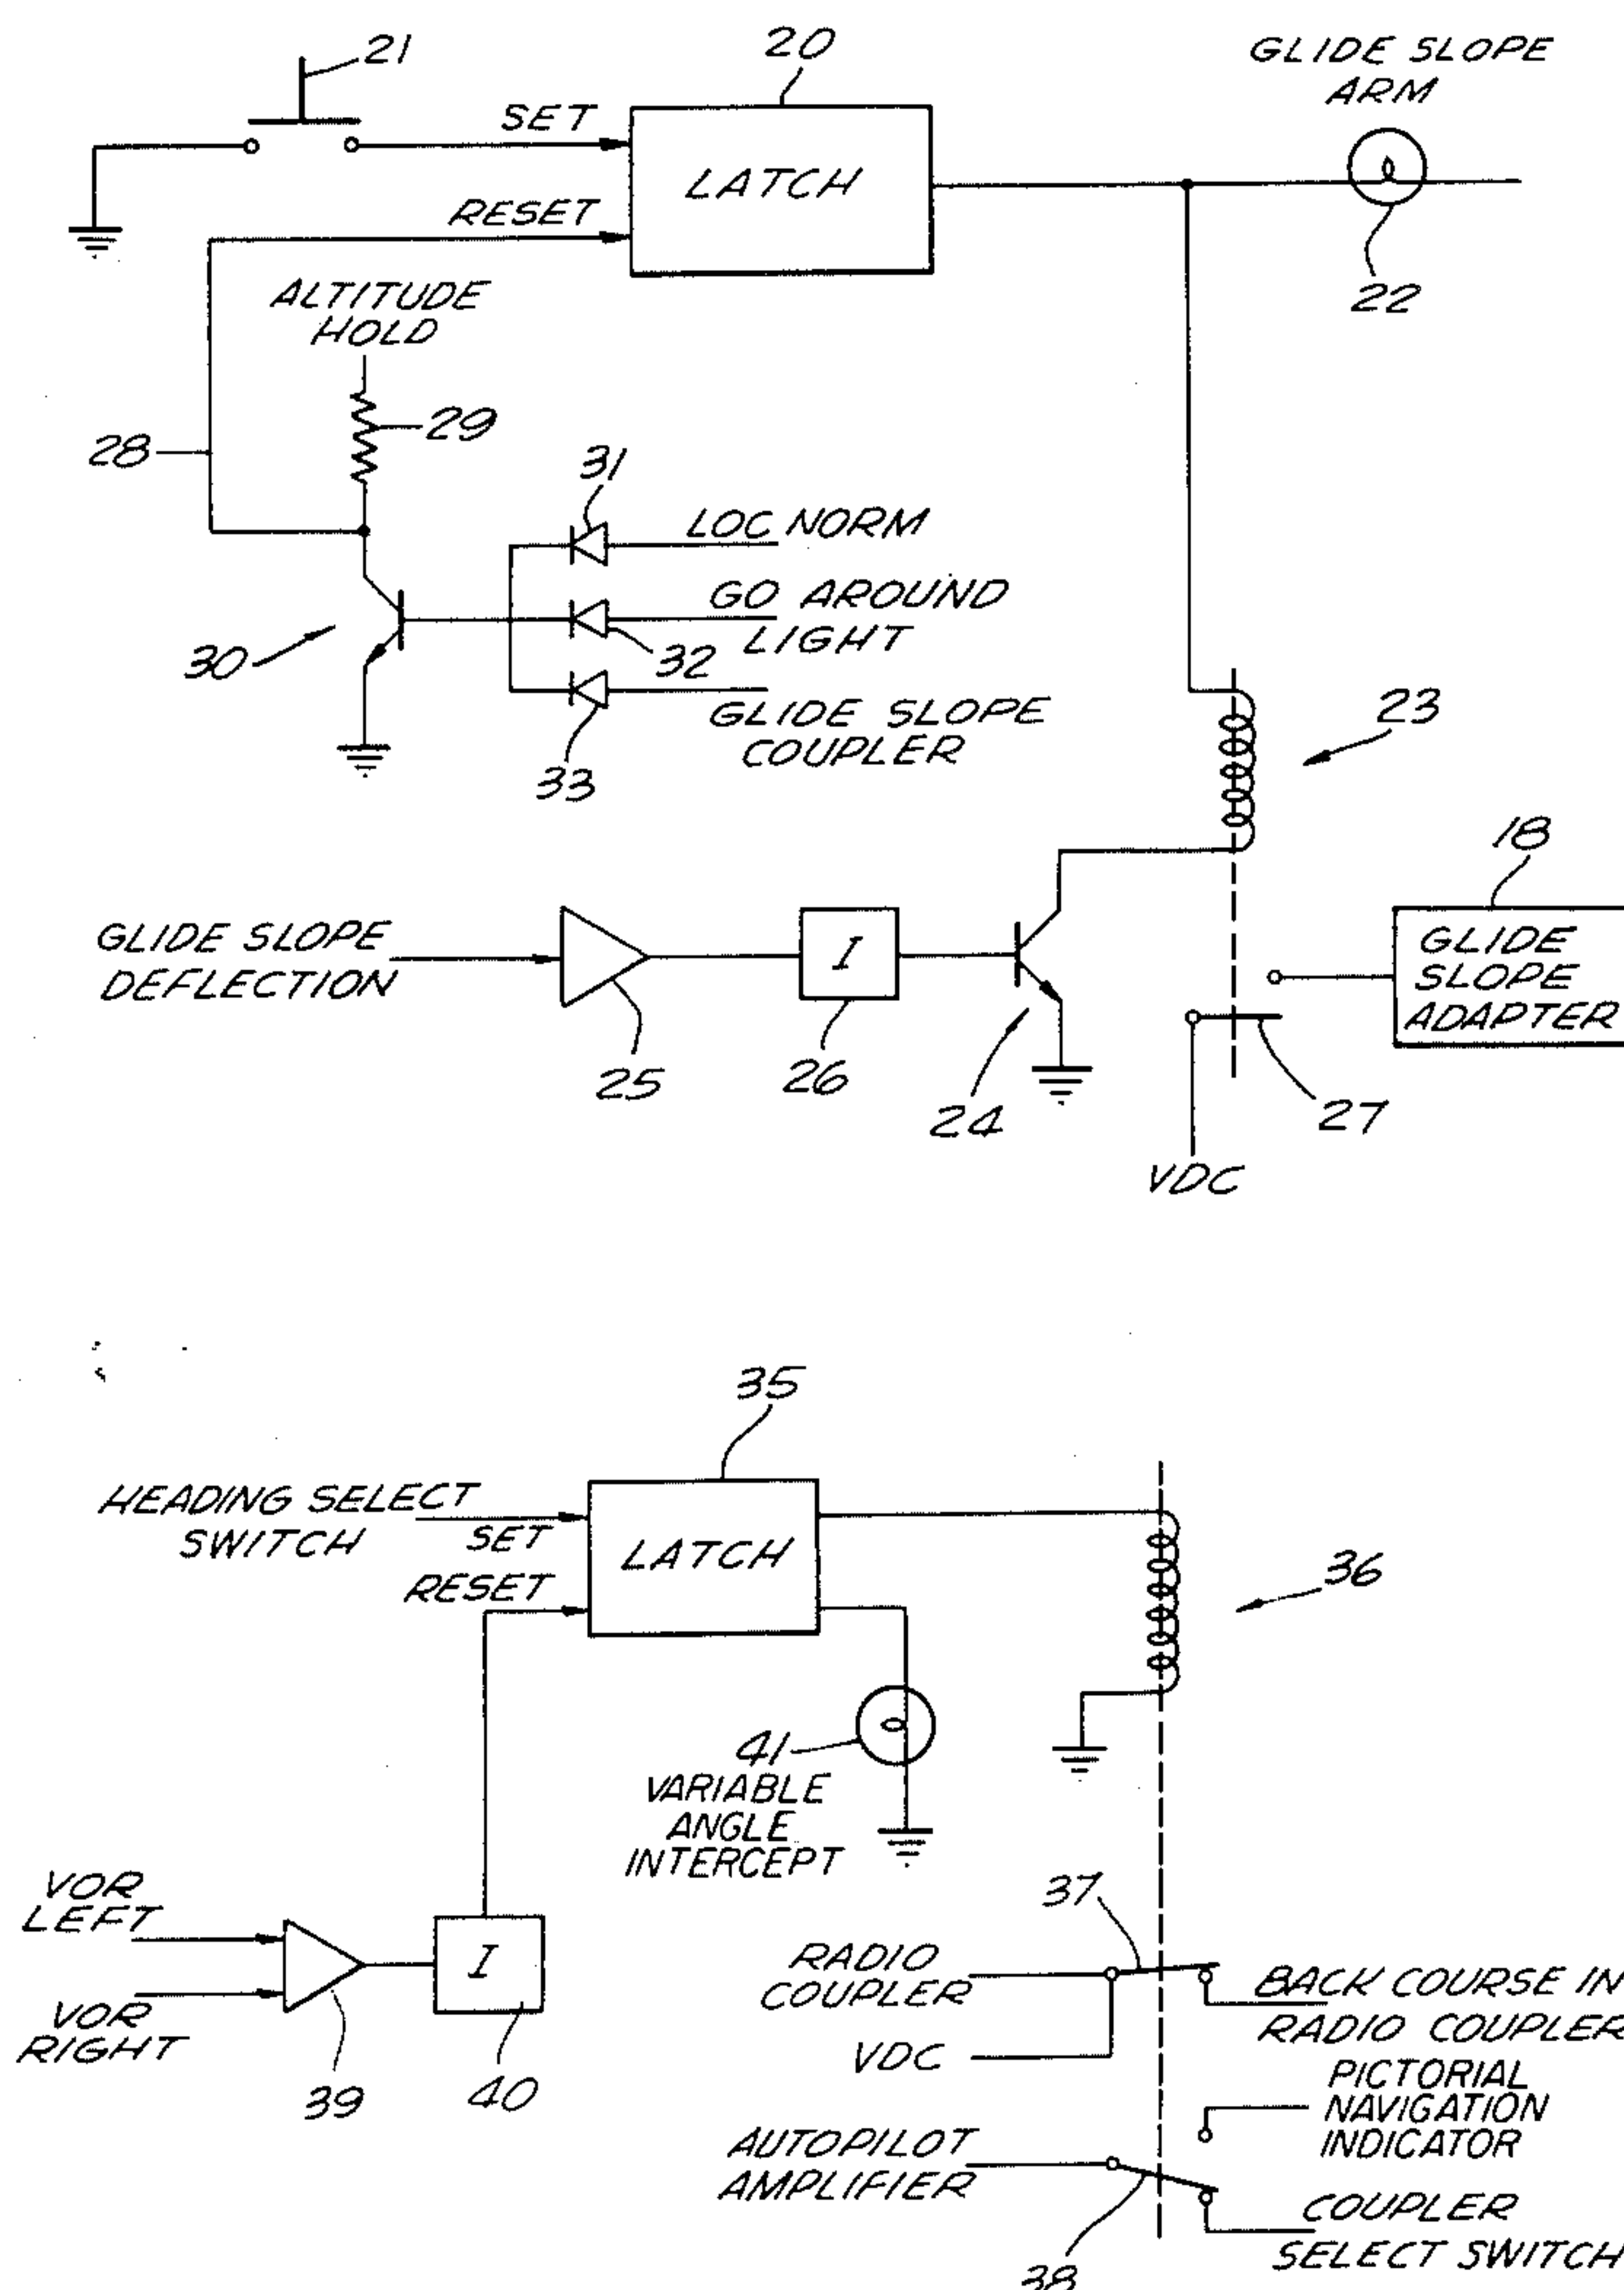 21
20
GLIDE SLOPE
ARM
SET
LATCH
RESET
22
ALTITUDE
HOLD
29
28
31
LOC NORM
GO AROUND
LIGHT
32
30
GLIDE SLOPE
COUPLER
33
23
18
GLIDE SLOPE
DEFLECTION
25
I
26
24
GLIDE
SLOPE
ADAPTER
27
VDC
35
HEADING SELECT
SWITCH
SET
LATCH
RESET
36
41
VARIABLE
ANGLE
INTERCEPT
VOR
LEFT
VOR
RIGHT
39
I
40
37
RADIO
COUPLER
VDC
BACK COURSE IN
RADIO COUPLER
PICTORIAL
NAVIGATION
INDICATOR
AUTOPILOT
AMPLIFIER
COUPLER
SELECT SWITCH
38